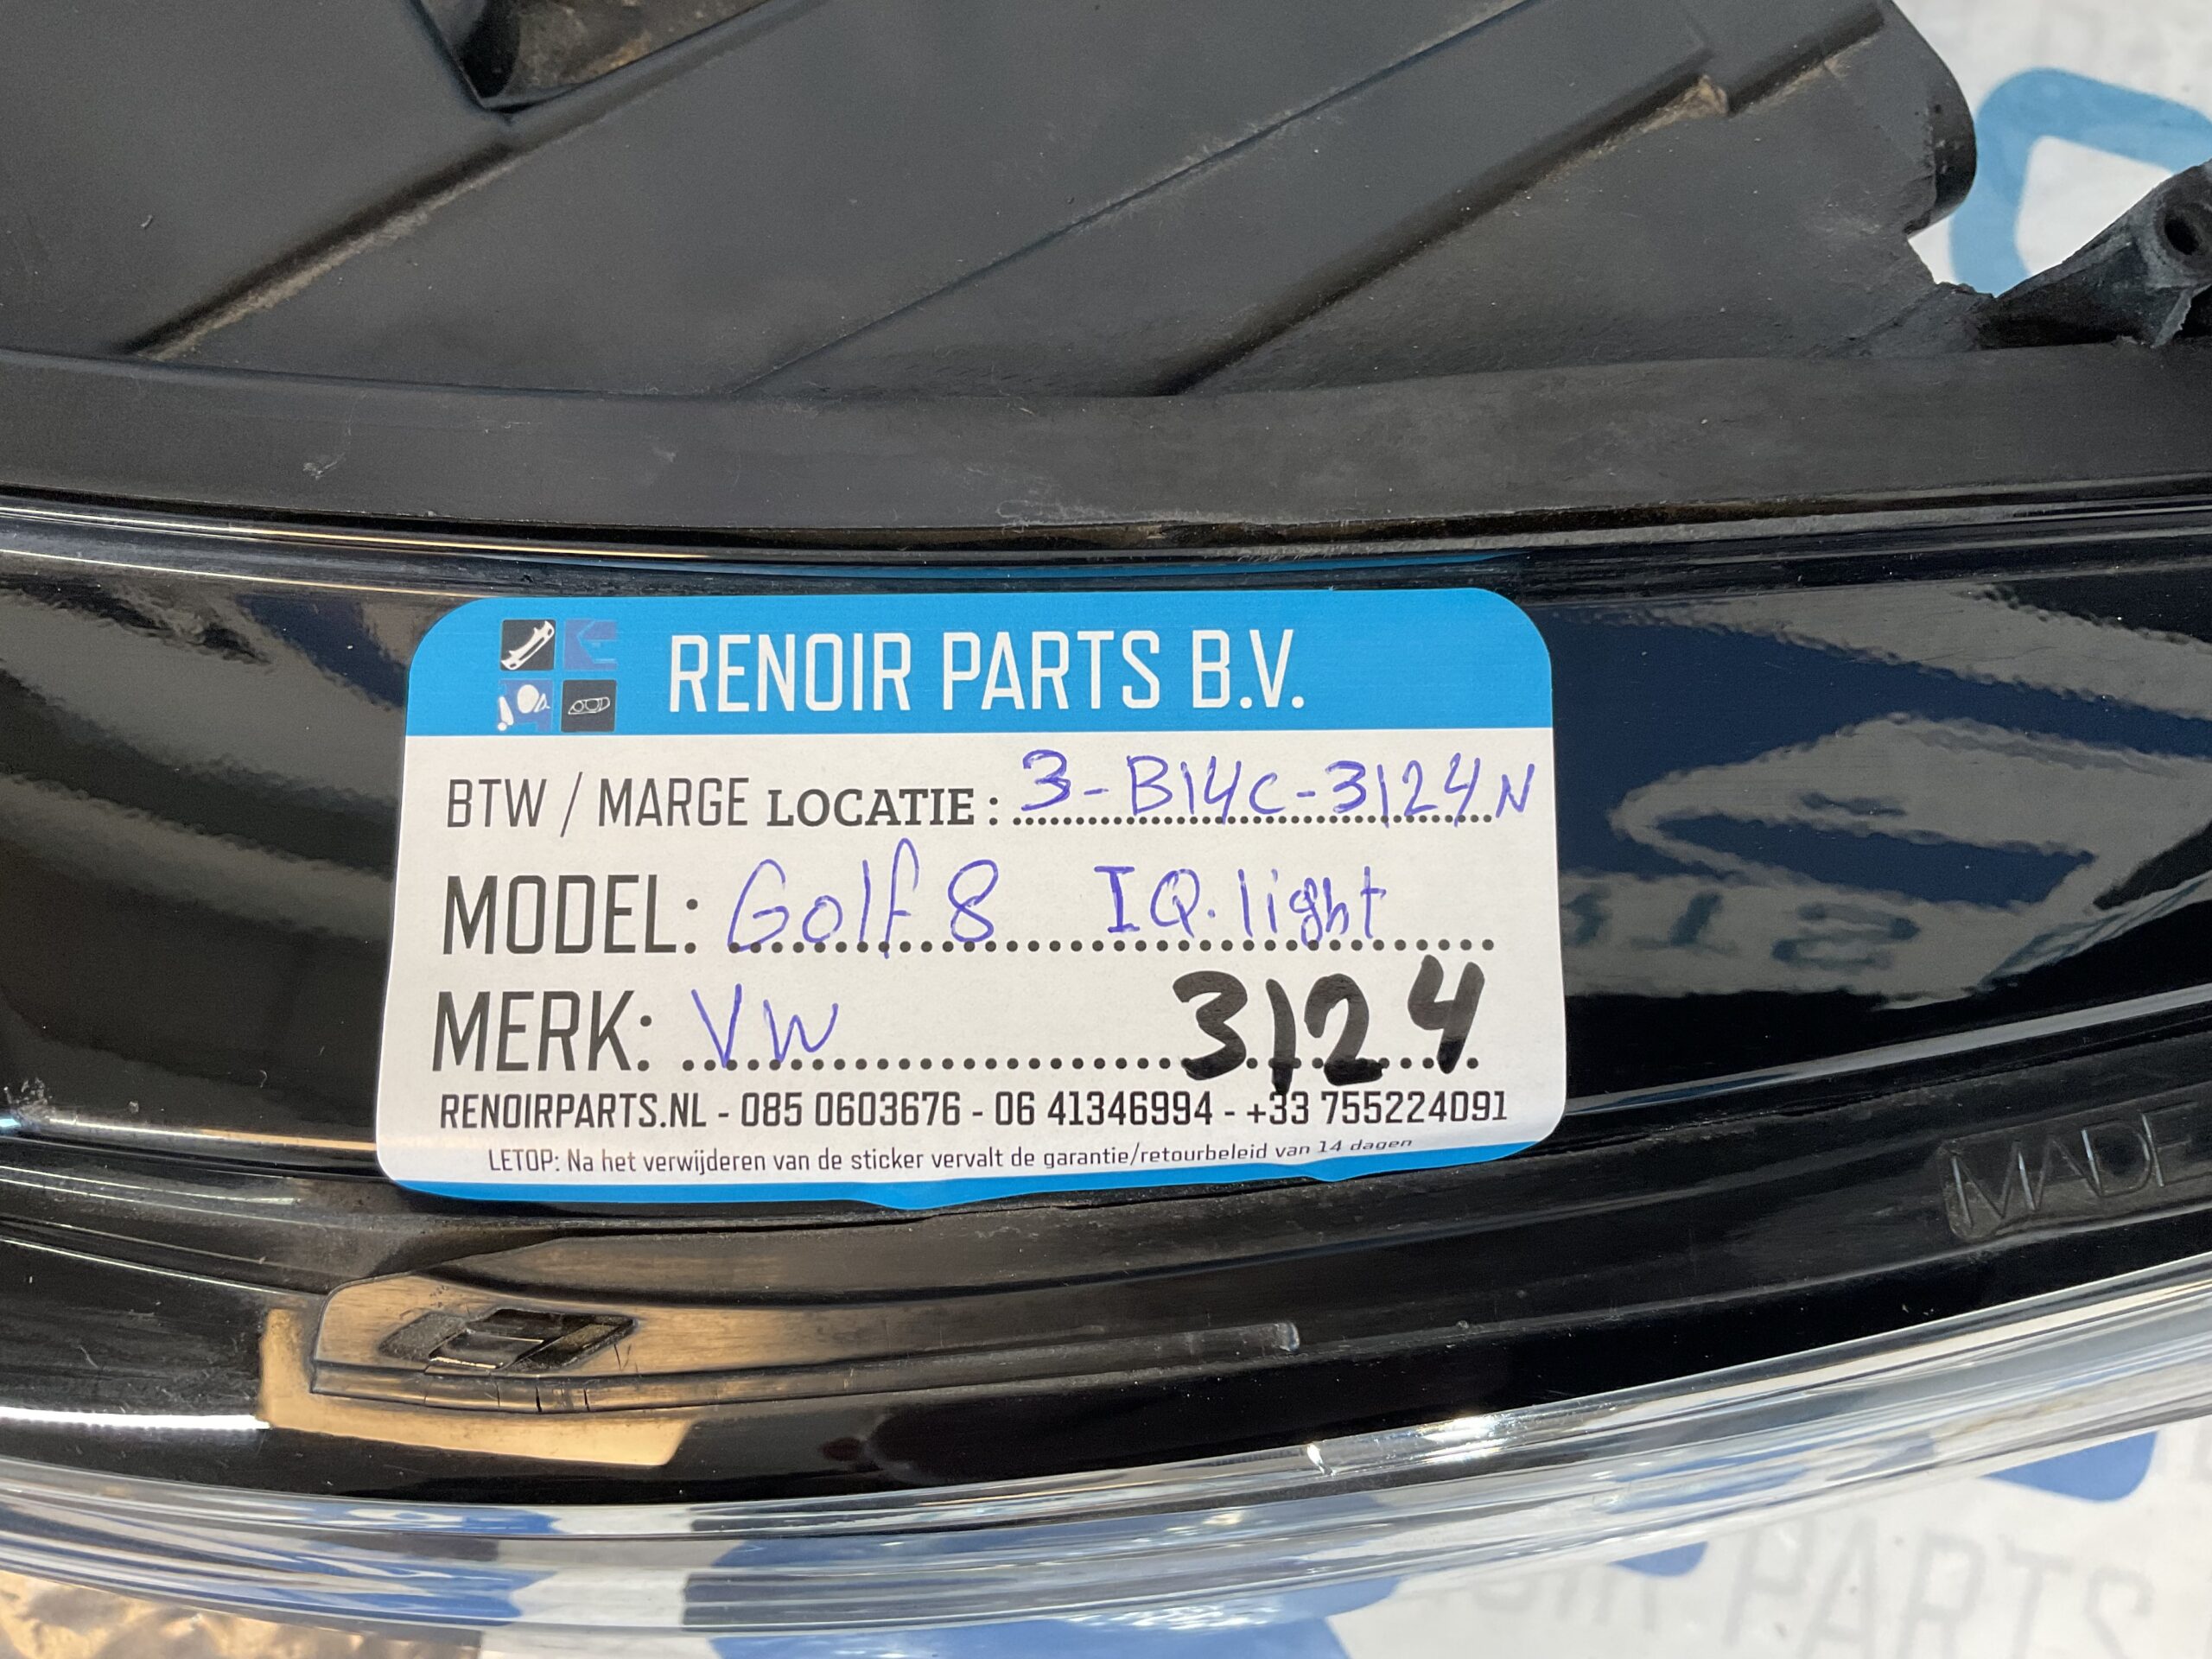 RENOIR PARTS B.V.
BTW / MARGE LOCATIE : 3-B14C-3124N
MODEL: Golf 8 IQ.light
MERK: VW 3124
RENOIRPARTS.NL - 085 0603676 - 06 41346994 - +33 755224091
LETOP: Na het verwijderen van de sticker vervalt de garantie/retourbeleid van 14 dagen
MADE
PARTS